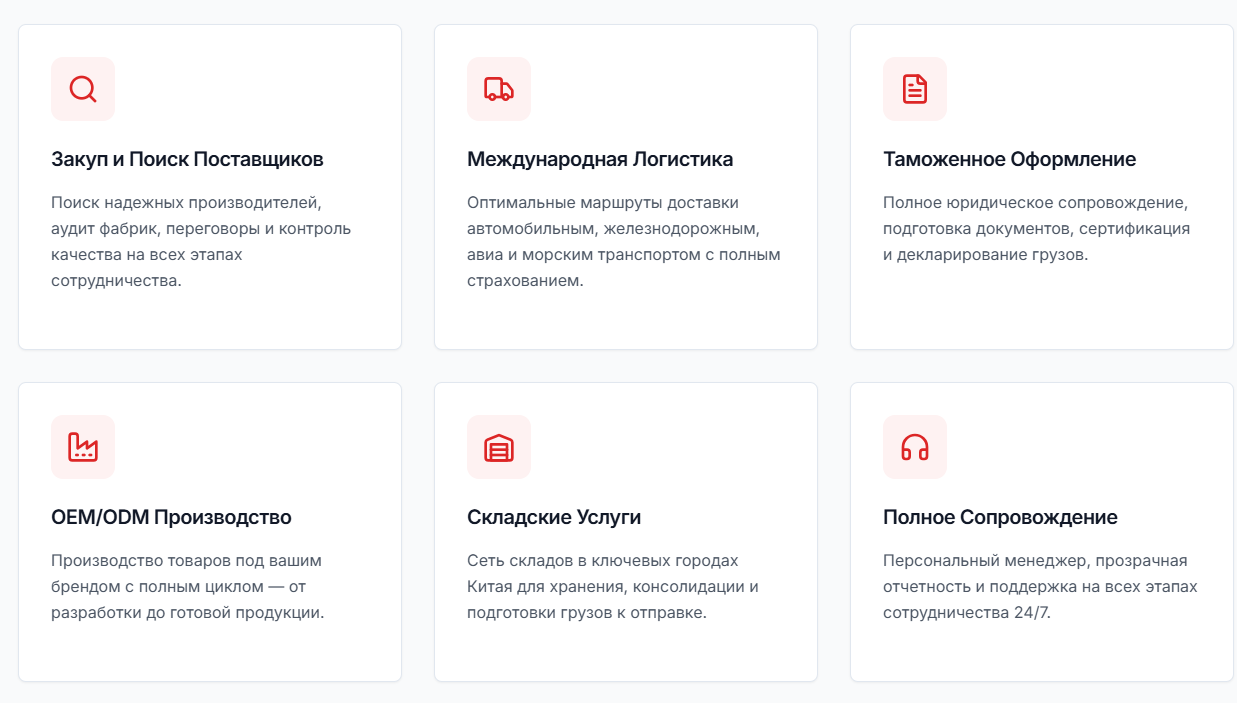 Закуп и Поиск Поставщиков
Поиск надежных производителей,
аудит фабрик, переговоры и контроль
качества на всех этапах
сотрудничества.
Международная Логистика
Оптимальные маршруты доставки
автомобильным, железнодорожным,
авиа и морским транспортом с полным
страхованием.
Таможенное Оформление
Полное юридическое сопровождение,
подготовка документов, сертификация
и декларирование грузов.
OEM/ODM Производство
Производство товаров под вашим
брендом с полным циклом — от
разработки до готовой продукции.
Складские Услуги
Сеть складов в ключевых городах
Китая для хранения, консолидации и
подготовки грузов к отправке.
Полное Сопровождение
Персональный менеджер, прозрачная
отчетность и поддержка на всех этапах
сотрудничества 24/7.